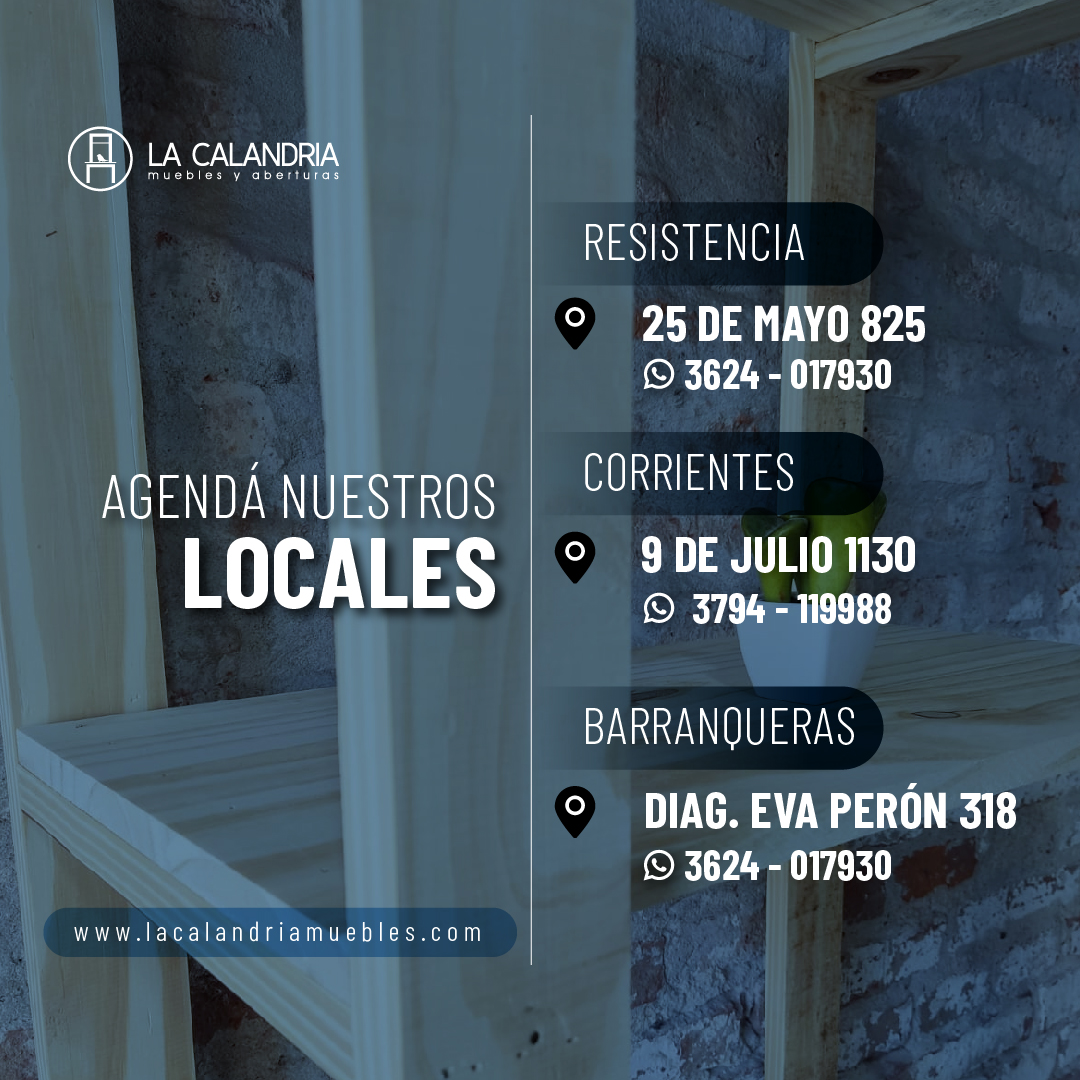 LA CALANDRIA
muebles y aberturas
AGENDÁ NUESTROS
LOCALES
www.lacalandriamuebles.com
RESISTENCIA
25 DE MAYO 825
3624 - 017930
CORRIENTES
9 DE JULIO 1130
3794 - 119988
BARRANQUERAS
DIAG. EVA PERÓN 318
3624 - 017930